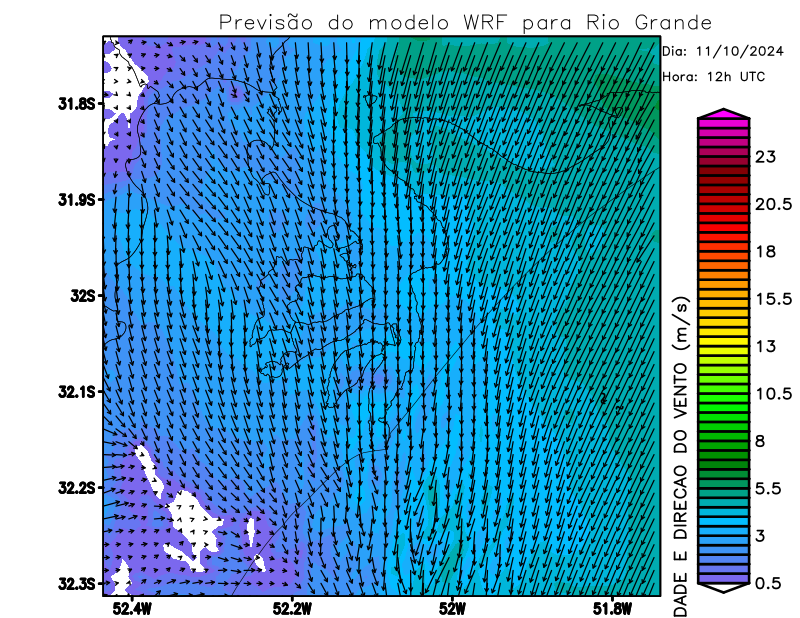 Previsão do modelo WRF para Rio Grande
Dia: 11/10/2024
Hora: 12h UTC
31.8S
31.9S
32S
32.1S
32.2S
32.3S
52.4W
52.2W
52W
51.8W
23
20.5
18
15.5
13
10.5
8
5.5
3
0.5
DADE E DIRECAO DO VENTO (m/s)